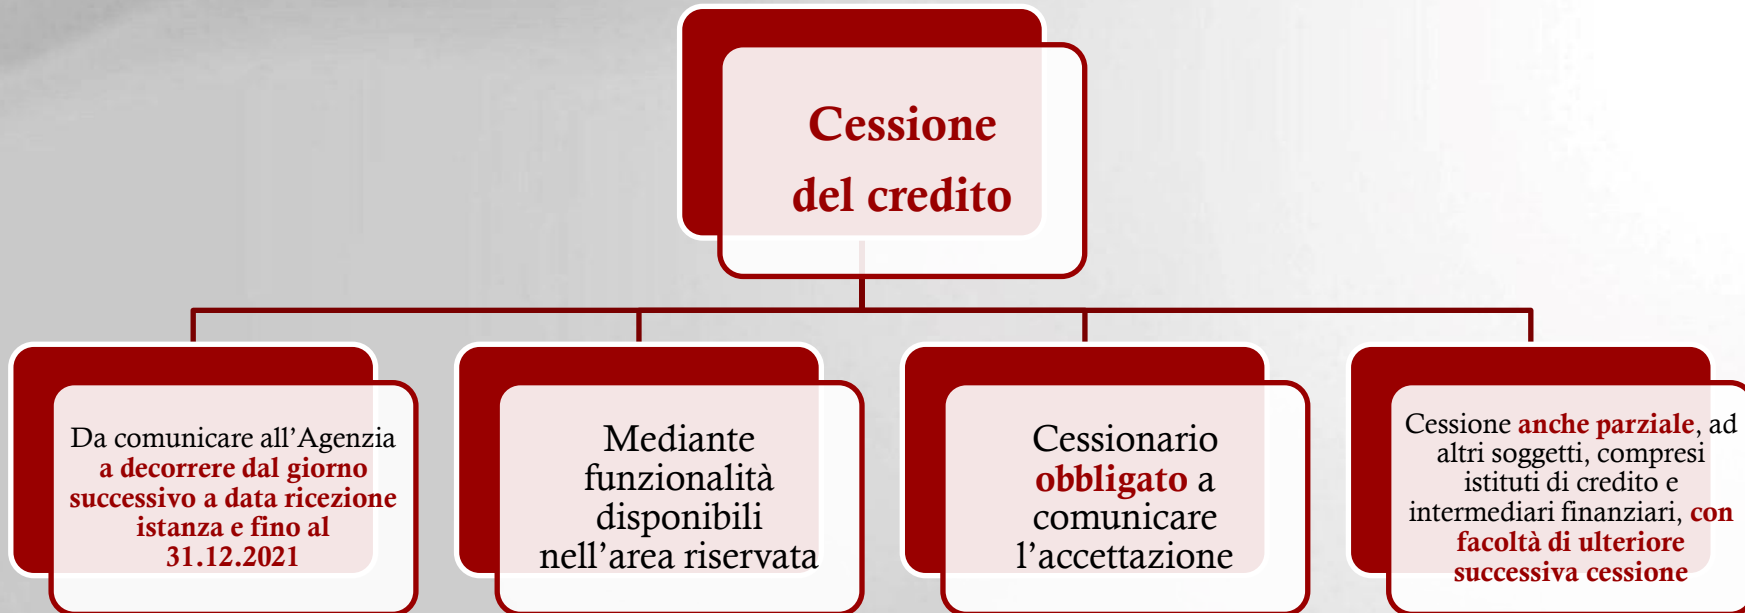 Cessione
del credito
Da comunicare all’Agenzia
a decorrere dal giorno
successivo a data ricezione
istanza e fino al
31.12.2021
Mediante
funzionalità
disponibili
nell’area riservata
Cessionario
obbligato a
comunicare
l’accettazione
Cessione anche parziale, ad
altri soggetti, compresi
istituti di credito e
intermediari finanziari, con
facoltà di ulteriore
successiva cessione